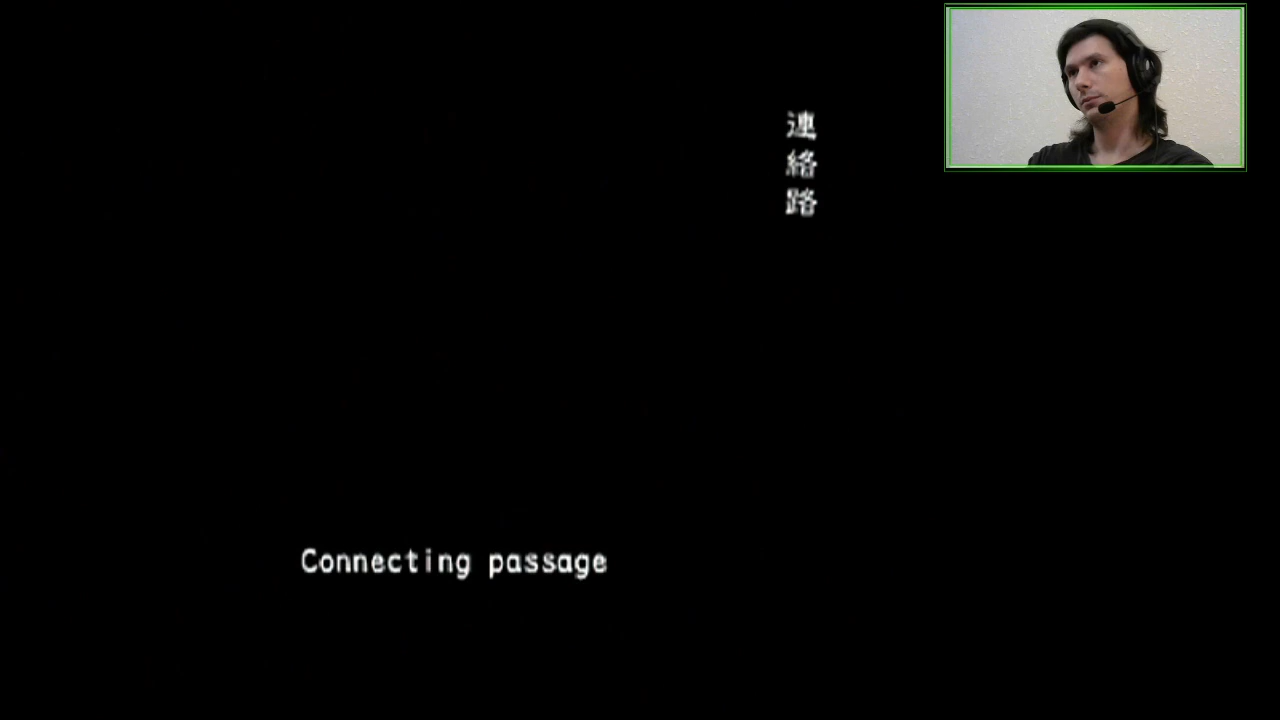 連絡路
Connecting passage